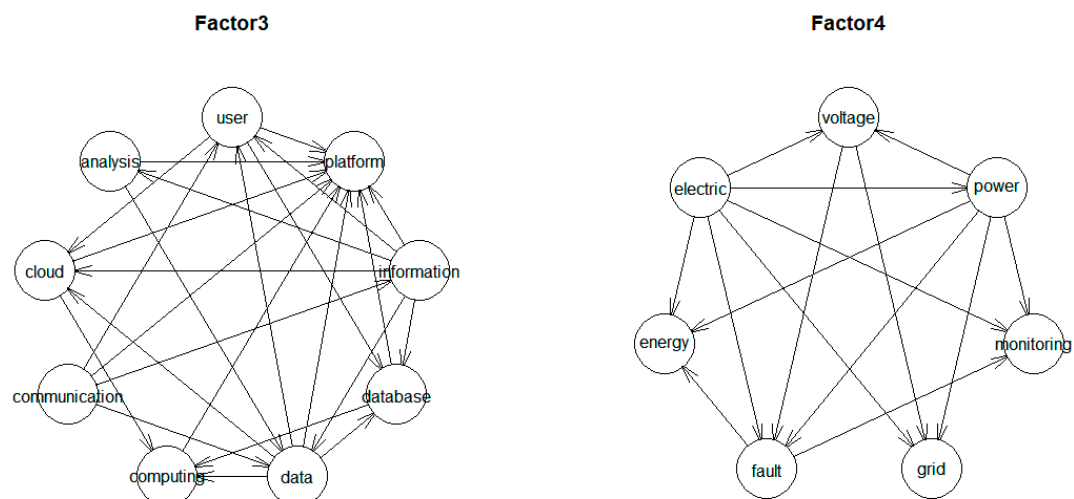 Factor3
Factor4
user
analysis
platform
cloud
information
communication
database
computing
data
voltage
electric
power
energy
monitoring
fault
grid